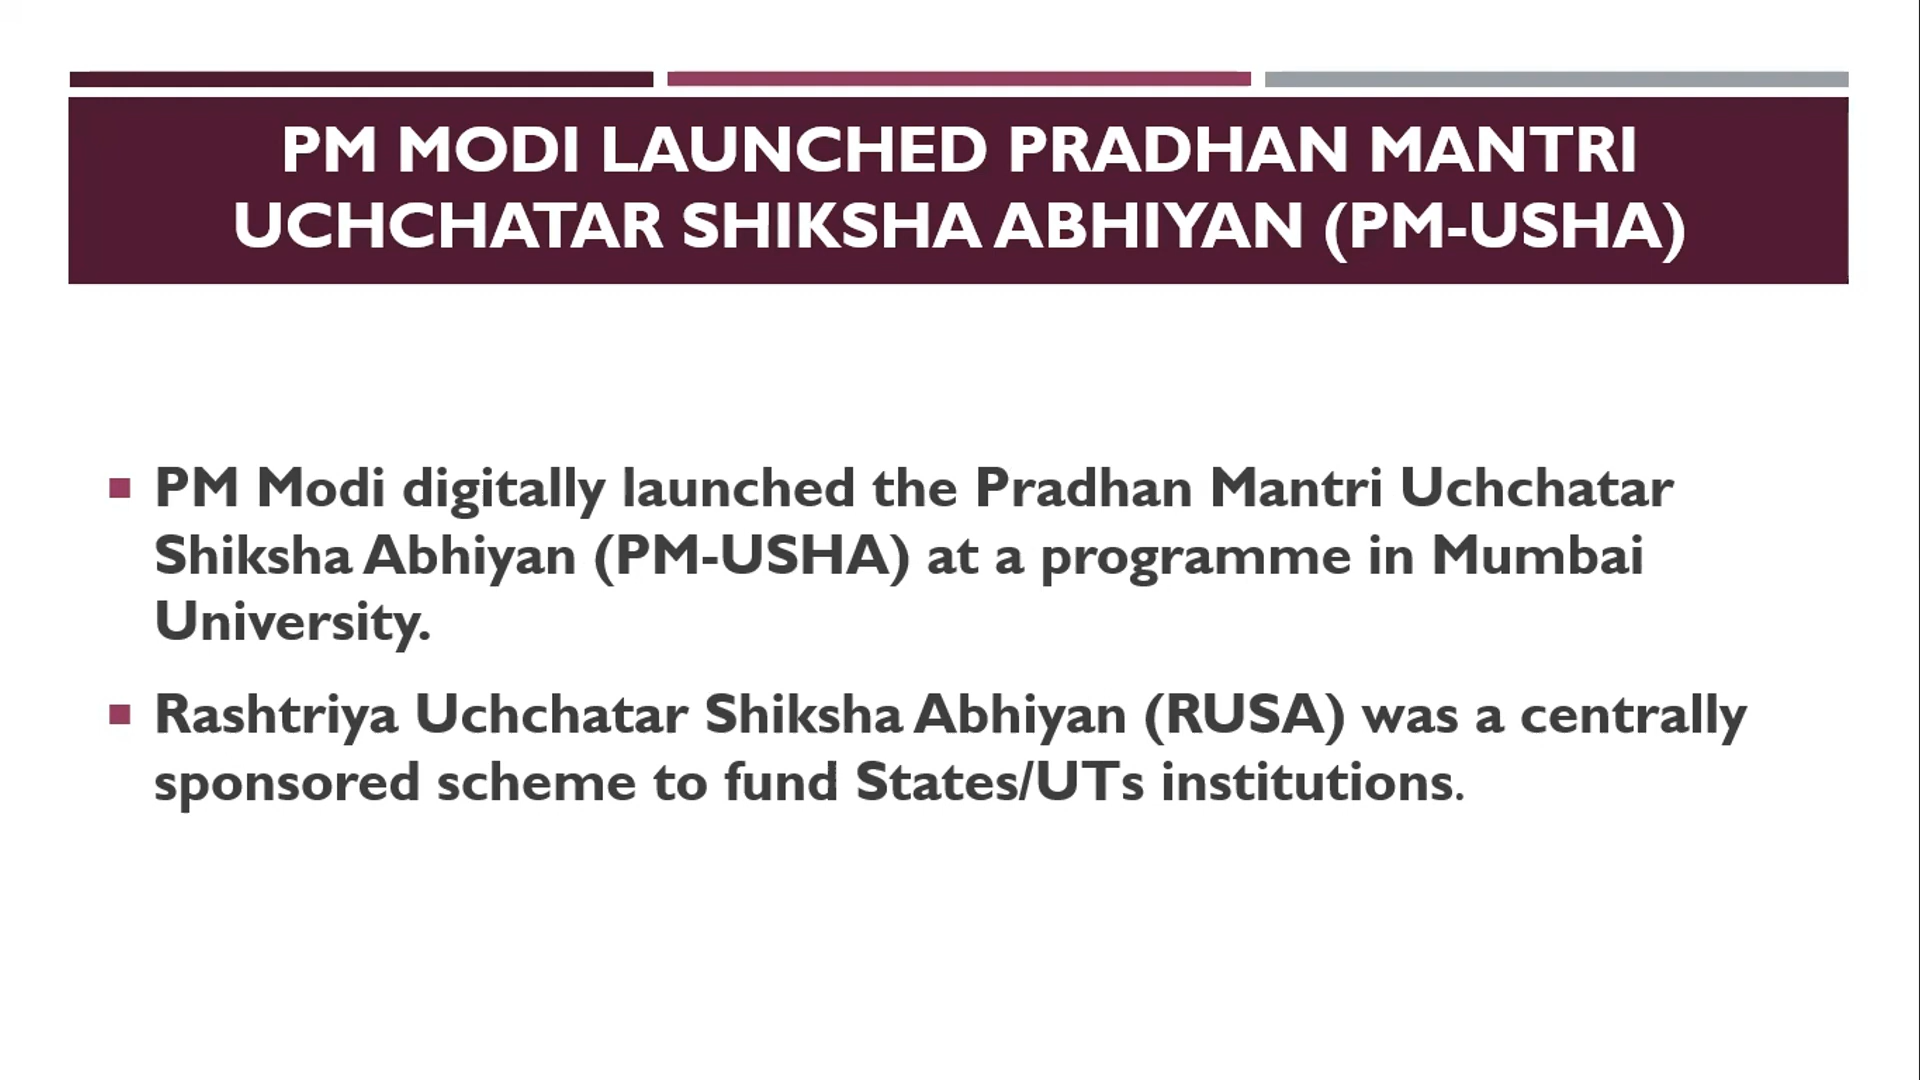 PM MODI LAUNCHED PRADHAN MANTRI
UCHCHATAR SHIKSHA ABHIYAN (PM-USHA)
PM Modi digitally launched the Pradhan Mantri Uchchatar
Shiksha Abhiyan (PM-USHA) at a programme in Mumbai
University.
Rashtriya Uchchatar Shiksha Abhiyan (RUSA) was a centrally
sponsored scheme to fund States/UTs institutions.